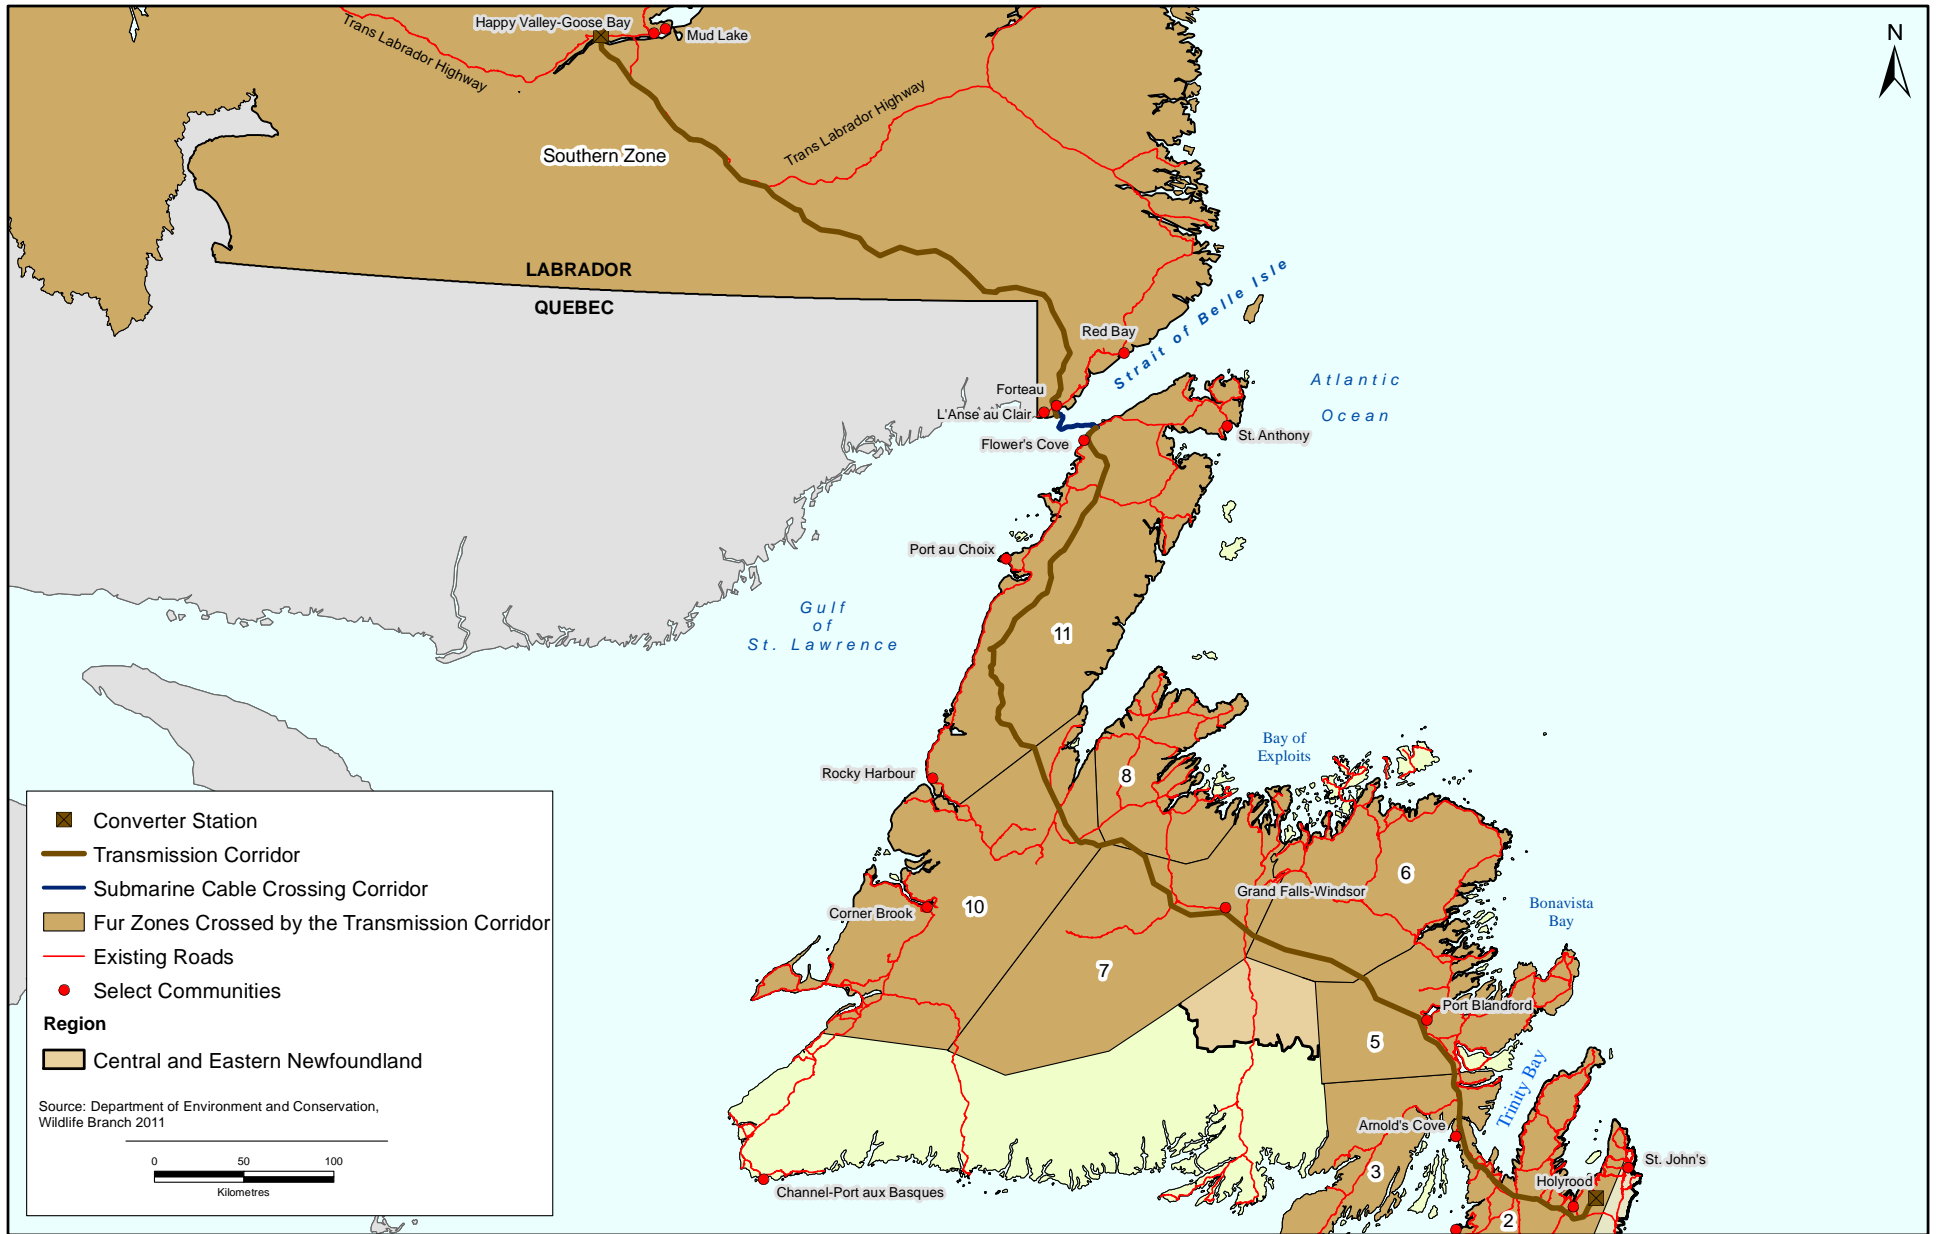 Happy Valley-Goose Bay
Mud Lake
N
Trans Labrador Highway
Trans Labrador Highway
Southern Zone
LABRADOR
QUEBEC
Strait of Belle Isle
Red Bay
Atlantic
Ocean
Forteau
L'Anse au Clair
Flower's Cove
St. Anthony
Port au Choix
Gulf
of
St. Lawrence
11
Bay of
Exploits
Rocky Harbour
8
6
Grand Falls-Windsor
Corner Brook
10
Bonavista
Bay
7
Port Blandford
5
Trinity Bay
Arnold's Cove
3
St. John's
Holyrood
2
Channel-Port aux Basques
Converter Station
Transmission Corridor
Submarine Cable Crossing Corridor
Fur Zones Crossed by the Transmission Corridor
Existing Roads
Select Communities
Region
Central and Eastern Newfoundland
Source: Department of Environment and Conservation,
Wildlife Branch 2011
0 50 100
Kilometres